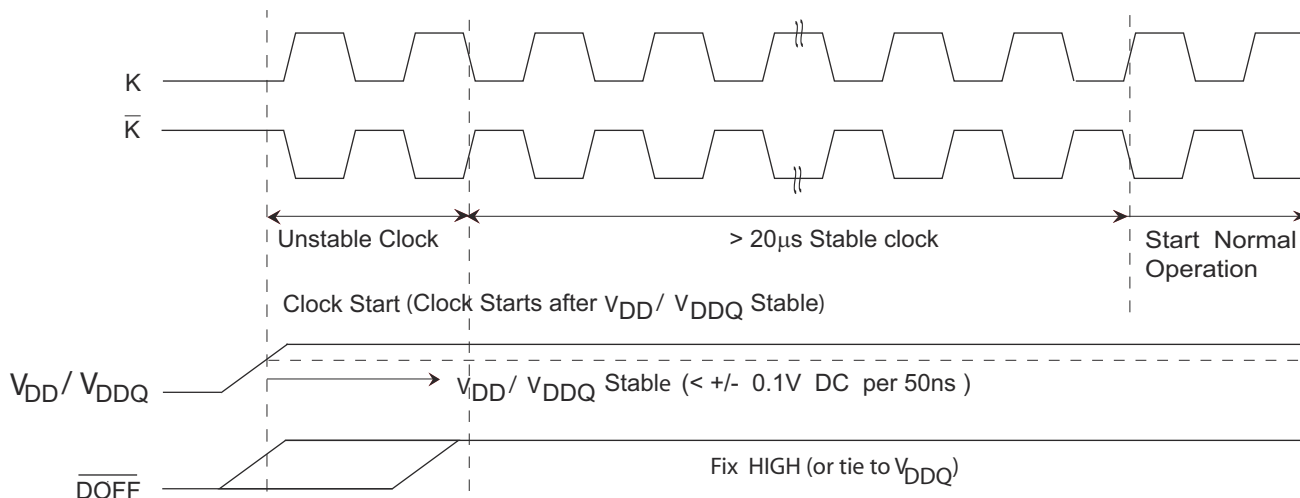 K
K̅
Unstable Clock
> 20μs Stable clock
Start Normal
Operation
Clock Start (Clock Starts after VDD / VDDQ Stable)
VDD / VDDQ
VDD / VDDQ Stable (< +/- 0.1V DC per 50ns )
Fix HIGH (or tie to VDDQ)
DOFF